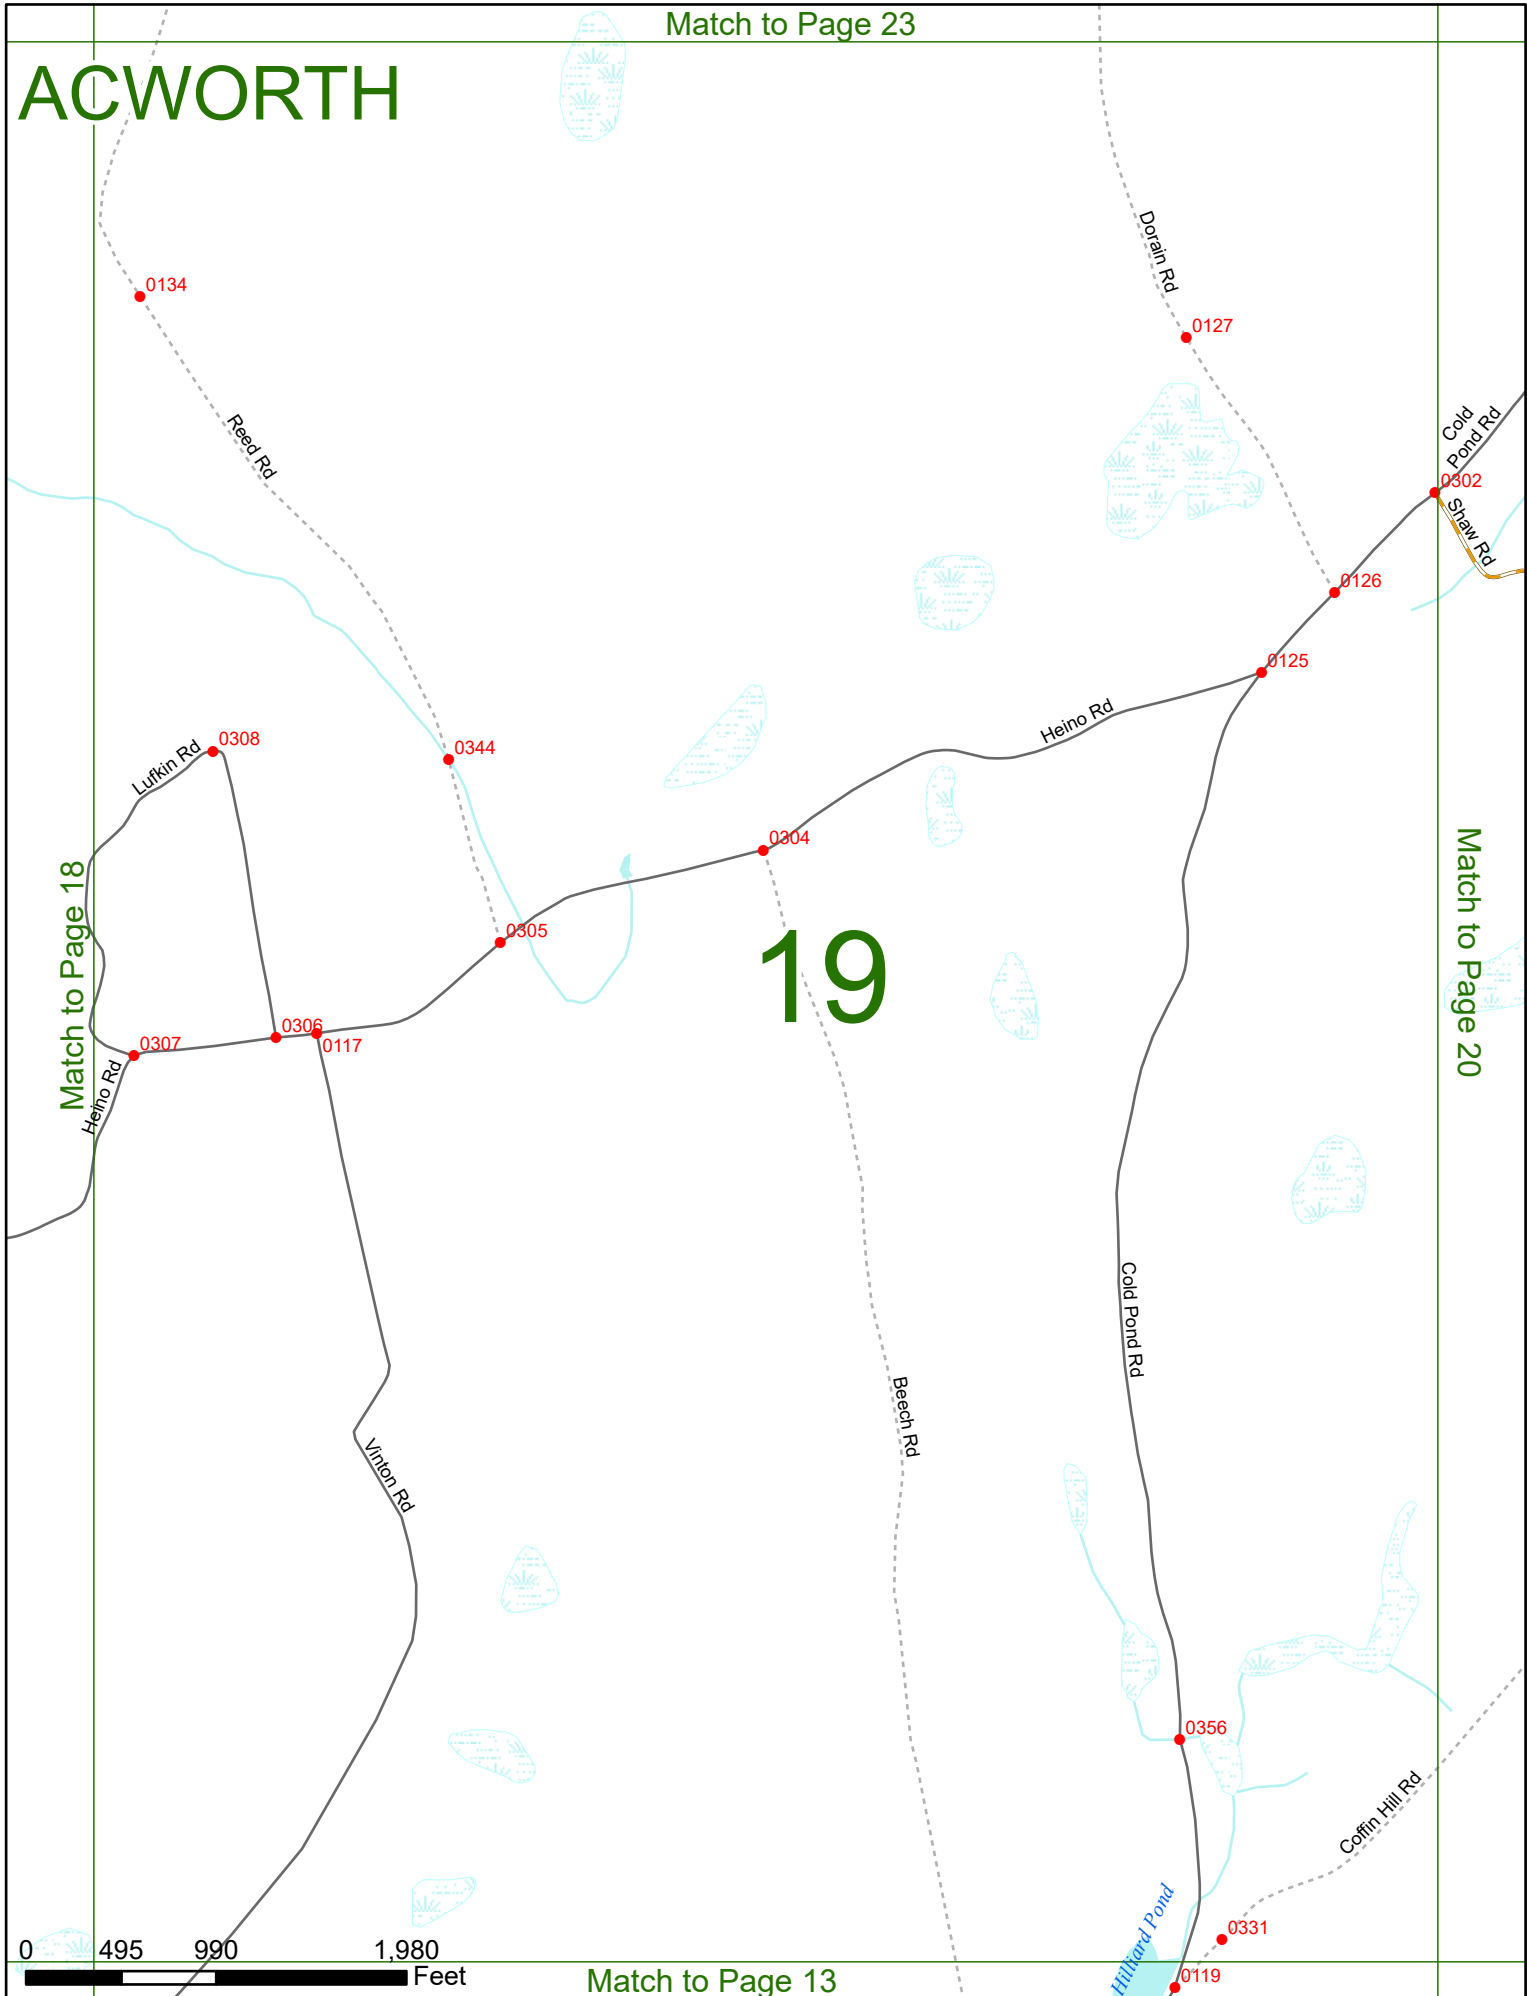 Match to Page 23
ACWORTH
Dorain Rd
0134
0127
Reed Rd
Cold
Pond Rd
0302
Shaw Rd
0126
0125
Heino Rd
0308
Lufkin Rd
0344
0304
Match to Page 18
Match to Page 20
0305
19
0306
0117
0307
Heino Rd
Cold Pond Rd
Beech Rd
Vinton Rd
0356
Coffin Hill Rd
Hilliard Pond
0331
0 495 990 1,980
Feet
Match to Page 13
0119